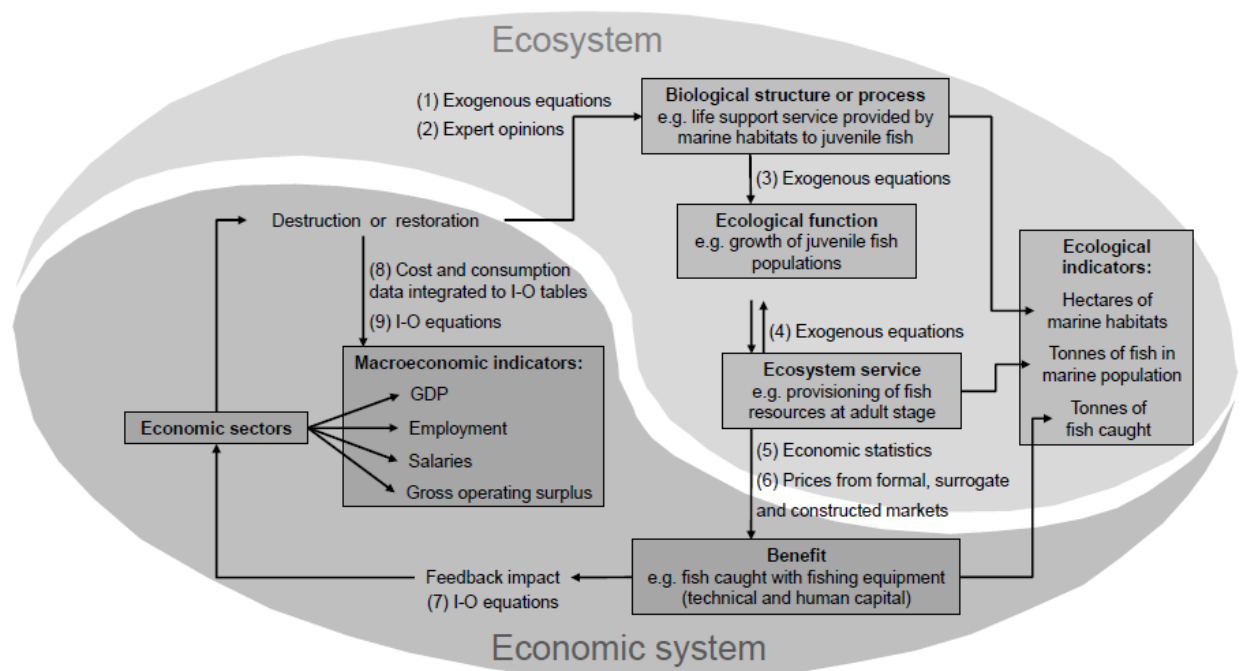 Ecosystem
(1) Exogenous equations
(2) Expert opinions
Biological structure or process
e.g. life support service provided by
marine habitats to juvenile fish
(3) Exogenous equations
Destruction or restoration
Ecological function
e.g. growth of juvenile fish
populations
Ecological
indicators:
Hectares of
marine habitats
Tonnes of fish in
marine population
Tonnes of
fish caught
(8) Cost and consumption
data integrated to I-O tables
(9) I-O equations
(4) Exogenous equations
Macroeconomic indicators:
GDP
Employment
Salaries
Gross operating surplus
Economic sectors
Ecosystem service
e.g. provisioning of fish
resources at adult stage
(5) Economic statistics
(6) Prices from formal, surrogate
and constructed markets
Benefit
e.g. fish caught with fishing equipment
(technical and human capital)
Feedback impact
(7) I-O equations
Economic system